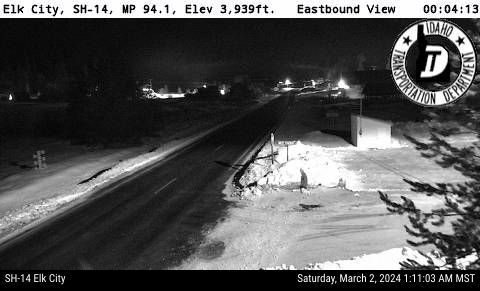 Elk City, SH-14, MP 94.1, Elev 3,939ft.   Eastbound View   00:04:13
IDAHO
TRANSPORTATION DEPARTMENT
SH-14 Elk City
Saturday, March 2, 2024 1:11:03 AM MST